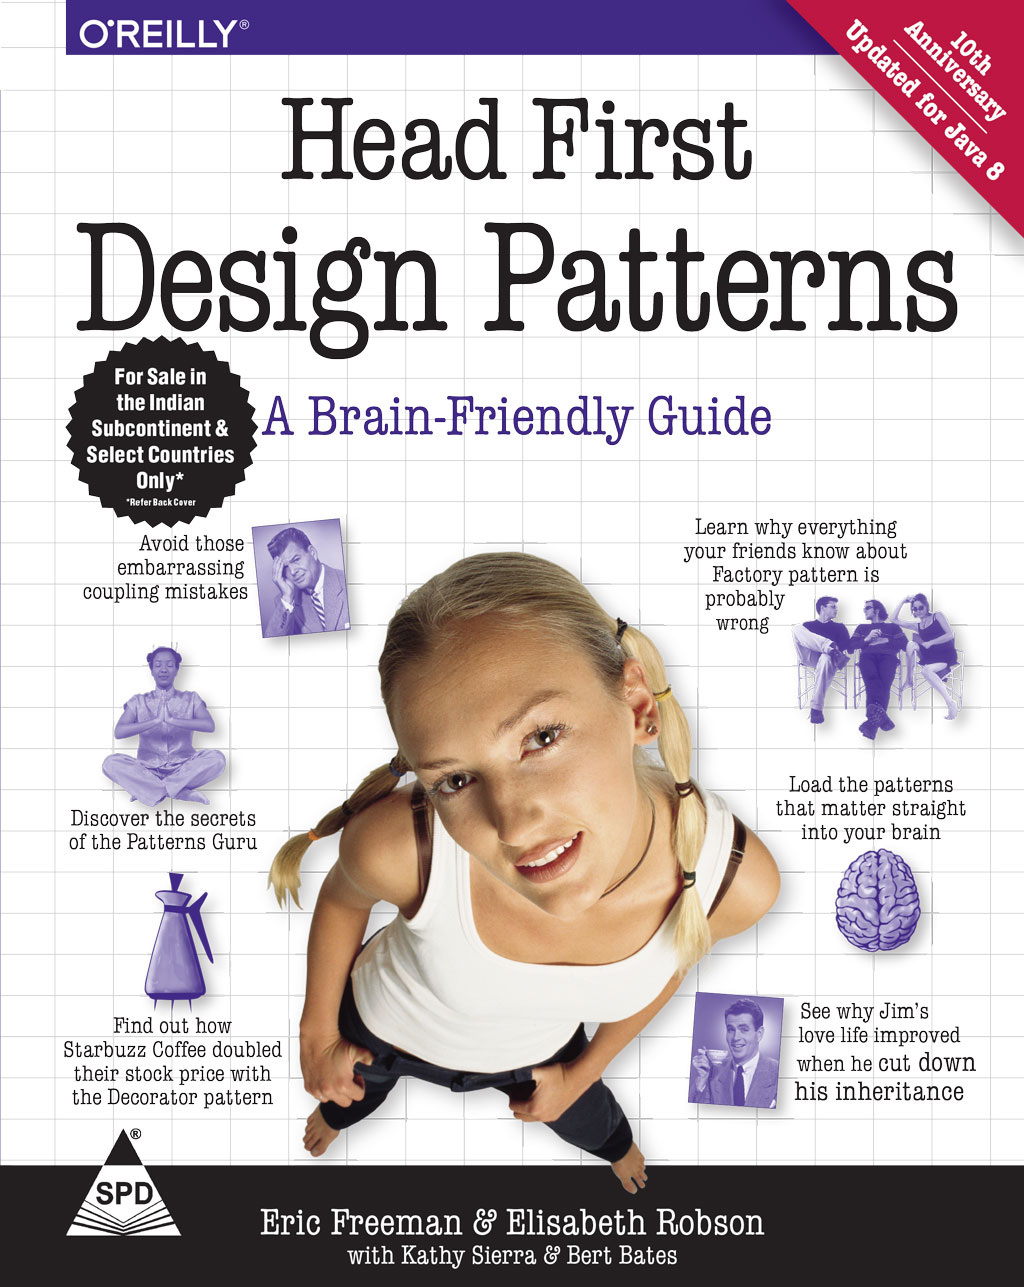 O'REILLY®
10th
Anniversary
Updated for Java 8
Head First
Design Patterns
For Sale in
the Indian
Subcontinent &
Select Countries
Only*
*Refer Back Cover
A Brain-Friendly Guide
Avoid those
embarrassing
coupling mistakes
Learn why everything
your friends know about
Factory pattern is
probably
wrong
Discover the secrets
of the Patterns Guru
Load the patterns
that matter straight
into your brain
Find out how
Starbuzz Coffee doubled
their stock price with
the Decorator pattern
See why Jim's
love life improved
when he cut down
his inheritance
®
SPD
Eric Freeman & Elisabeth Robson
with Kathy Sierra & Bert Bates